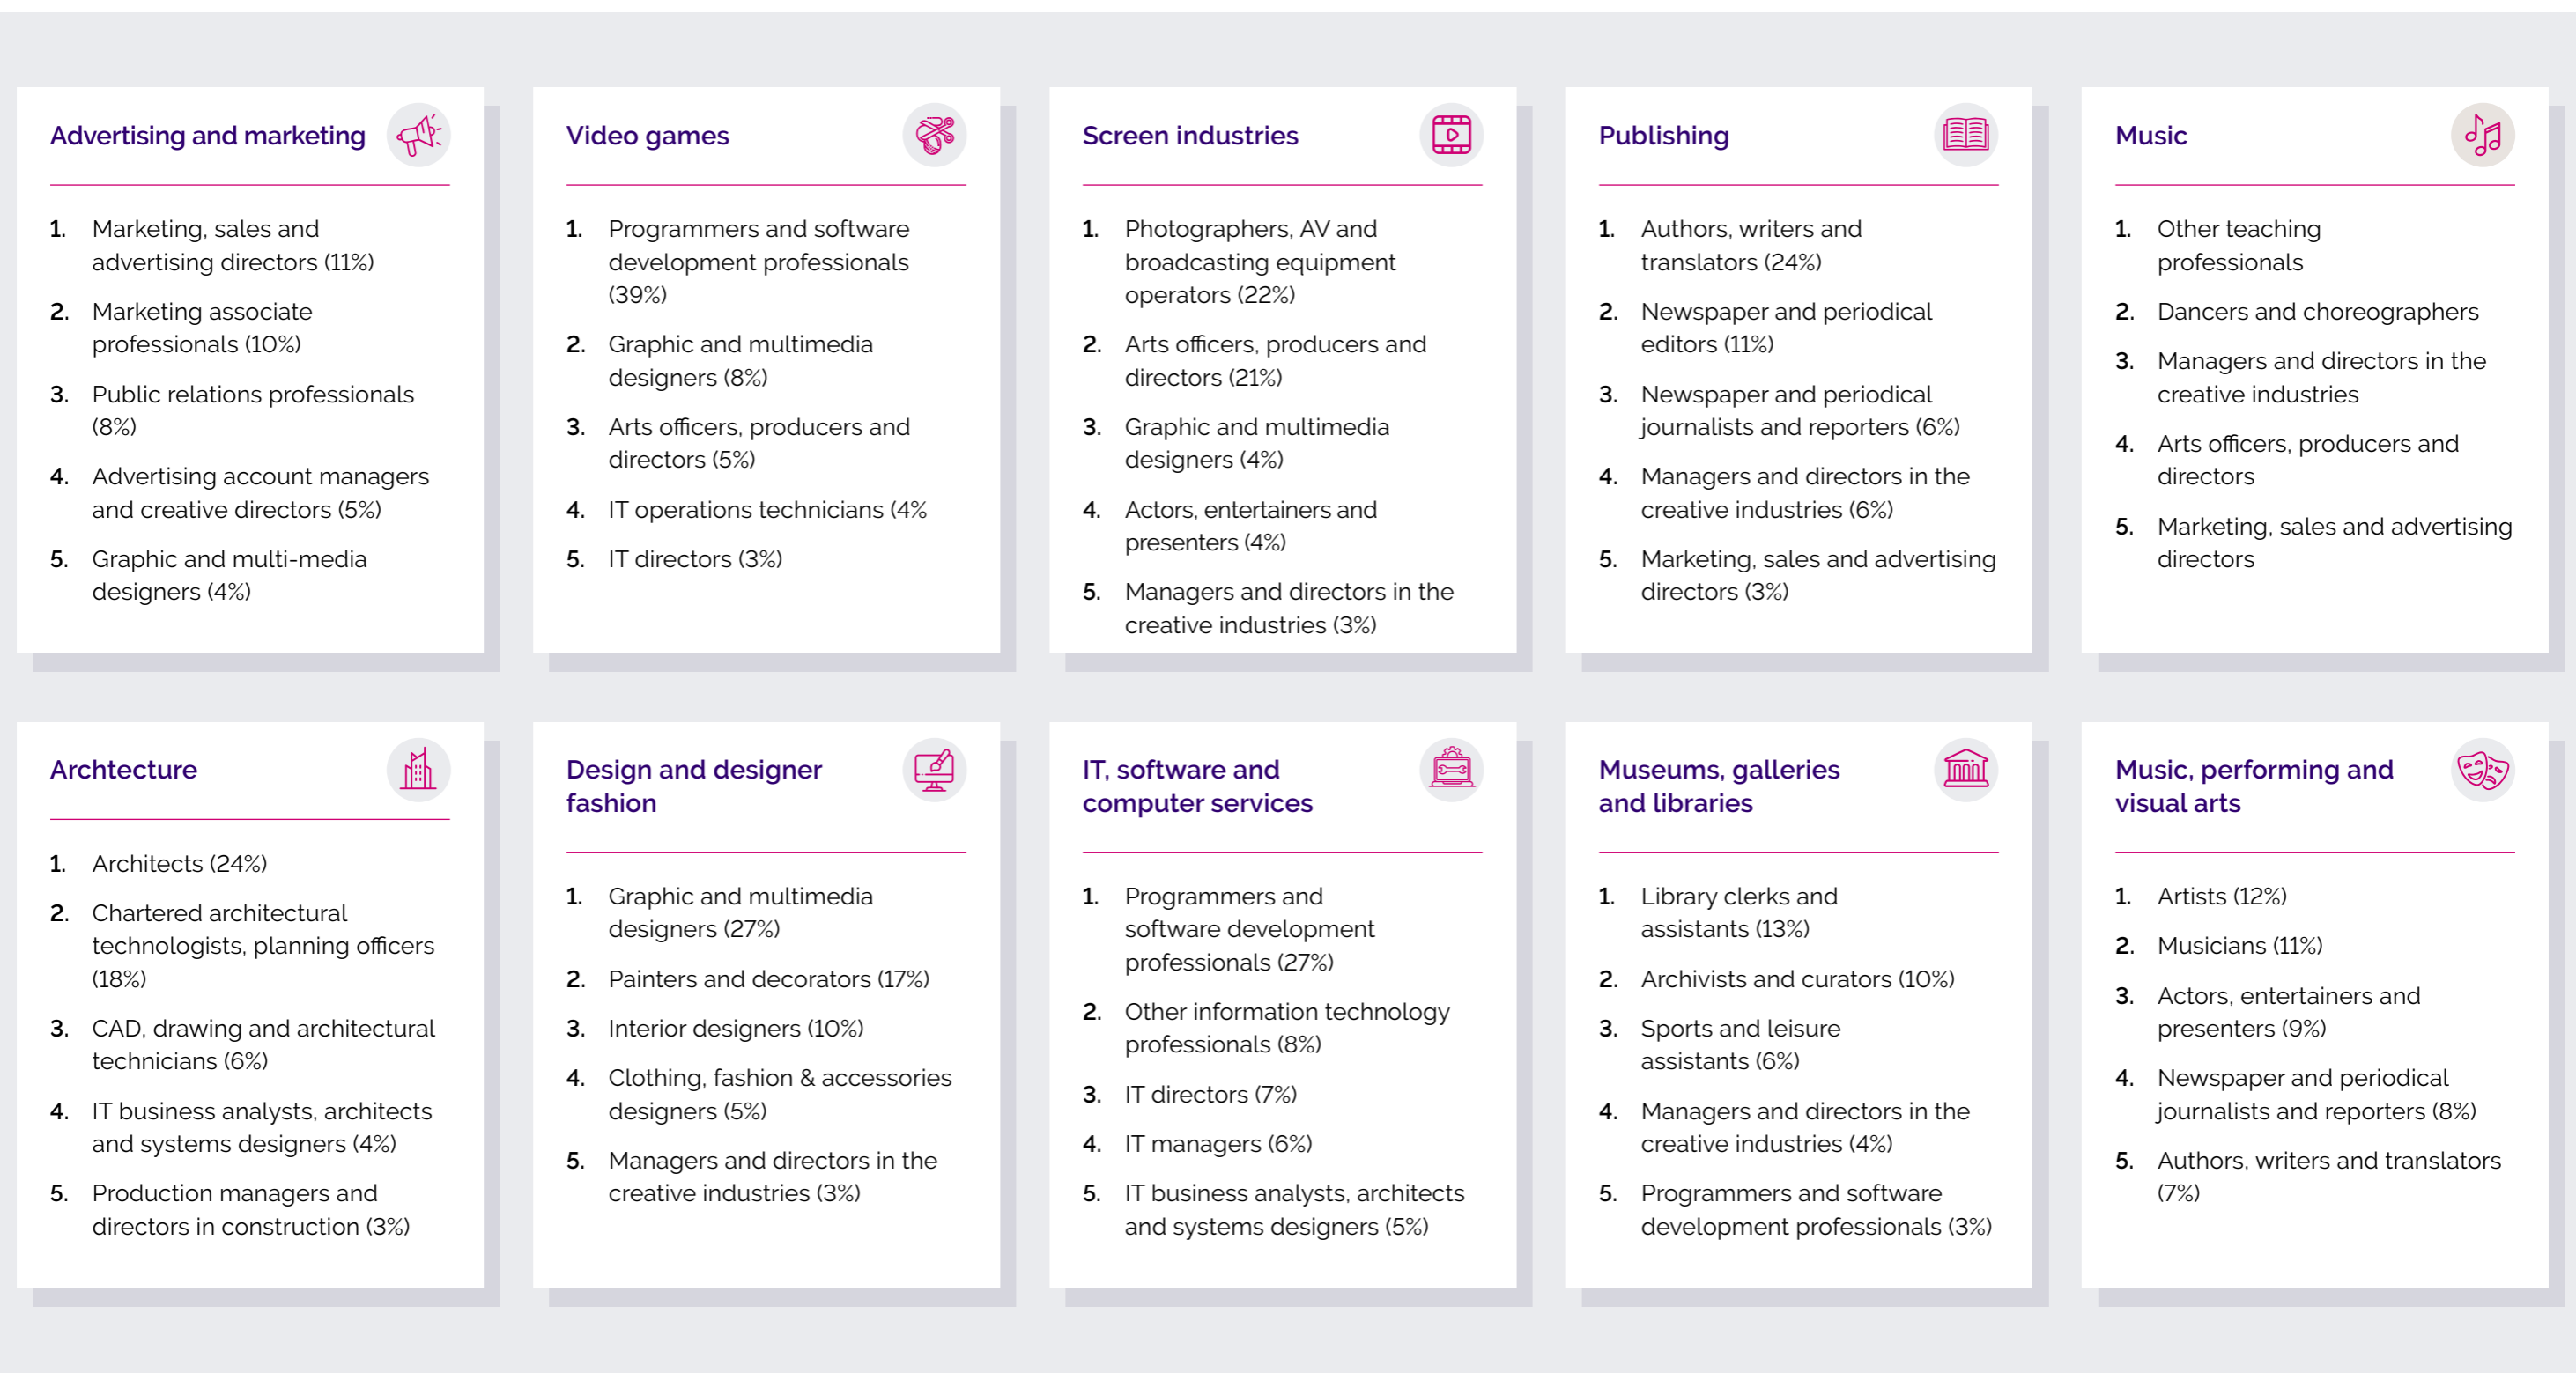 Advertising and marketing
1. Marketing, sales and
advertising directors (11%)
2. Marketing associate
professionals (10%)
3. Public relations professionals
(8%)
4. Advertising account managers
and creative directors (5%)
5. Graphic and multi-media
designers (4%)
Video games
1. Programmers and software
development professionals
(39%)
2. Graphic and multimedia
designers (8%)
3. Arts officers, producers and
directors (5%)
4. IT operations technicians (4%
5. IT directors (3%)
Screen industries
1. Photographers, AV and
broadcasting equipment
operators (22%)
2. Arts officers, producers and
directors (21%)
3. Graphic and multimedia
designers (4%)
4. Actors, entertainers and
presenters (4%)
5. Managers and directors in the
creative industries (3%)
Publishing
1. Authors, writers and
translators (24%)
2. Newspaper and periodical
editors (11%)
3. Newspaper and periodical
journalists and reporters (6%)
4. Managers and directors in the
creative industries (6%)
5. Marketing, sales and advertising
directors (3%)
Music
1. Other teaching
professionals
2. Dancers and choreographers
3. Managers and directors in the
creative industries
4. Arts officers, producers and
directors
5. Marketing, sales and advertising
directors
Archtecture
1. Architects (24%)
2. Chartered architectural
technologists, planning officers
(18%)
3. CAD, drawing and architectural
technicians (6%)
4. IT business analysts, architects
and systems designers (4%)
5. Production managers and
directors in construction (3%)
Design and designer
fashion
1. Graphic and multimedia
designers (27%)
2. Painters and decorators (17%)
3. Interior designers (10%)
4. Clothing, fashion & accessories
designers (5%)
5. Managers and directors in the
creative industries (3%)
IT, software and
computer services
1. Programmers and
software development
professionals (27%)
2. Other information technology
professionals (8%)
3. IT directors (7%)
4. IT managers (6%)
5. IT business analysts, architects
and systems designers (5%)
Museums, galleries
and libraries
1. Library clerks and
assistants (13%)
2. Archivists and curators (10%)
3. Sports and leisure
assistants (6%)
4. Managers and directors in the
creative industries (4%)
5. Programmers and software
development professionals (3%)
Music, performing and
visual arts
1. Artists (12%)
2. Musicians (11%)
3. Actors, entertainers and
presenters (9%)
4. Newspaper and periodical
journalists and reporters (8%)
5. Authors, writers and translators
(7%)